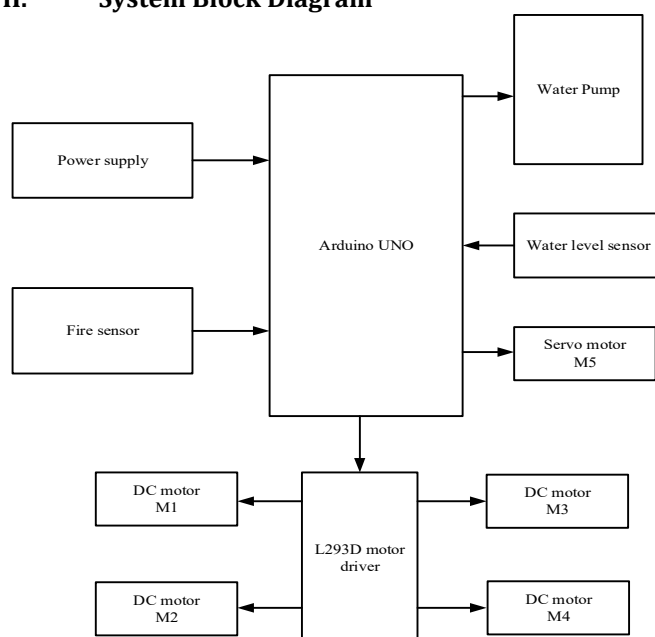 II. System Block Diagram
Water Pump
Power supply
Arduino UNO
Water level sensor
Fire sensor
Servo motor
M5
DC motor
M1
DC motor
M3
L293D motor
driver
DC motor
M2
DC motor
M4